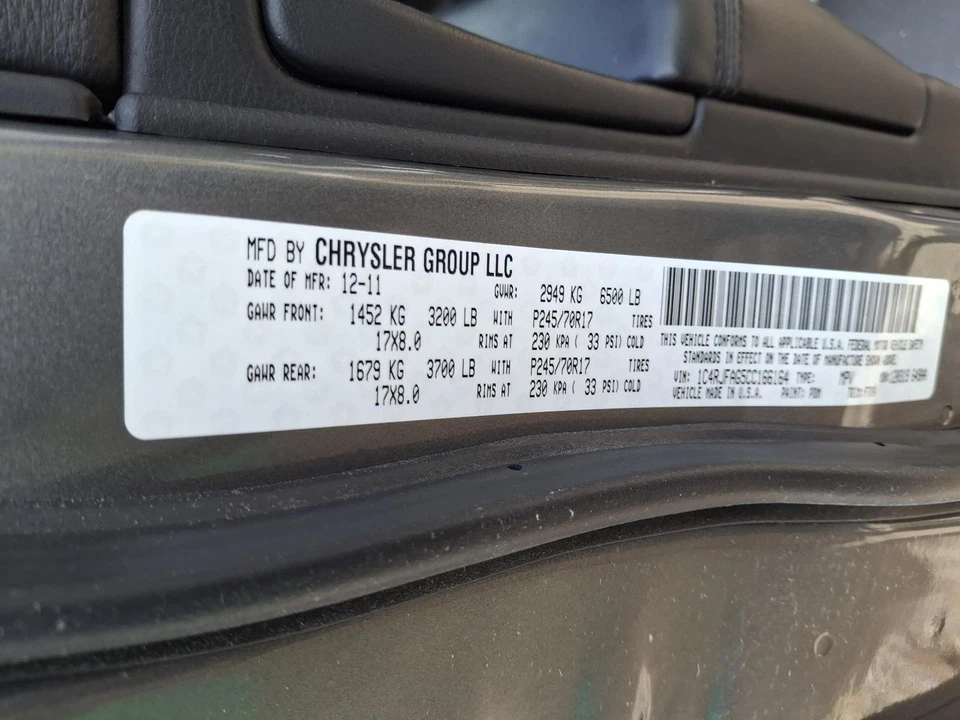 MFD BY CHRYSLER GROUP LLC
DATE OF MFR: 12-11 GVWR: 2949 KG 6500 LB
GAWR FRONT: 1452 KG 3200 LB WITH P245/70R17 TIRES
17X8.0 RIMS AT 230 KPA ( 33 PSI) COLD
GAWR REAR: 1679 KG 3700 LB WITH P245/70R17 TIRES
17X8.0 RIMS AT 230 KPA ( 33 PSI) COLD
THIS VEHICLE CONFORMS TO ALL APPLICABLE U.S.A. FEDERAL MOTOR VEHICLE SAFETY
STANDARDS IN EFFECT ON THE DATE OF MANUFACTURE SHOWN ABOVE.
VIN: 1C4RJFAG5CC166164 TYPE: MPV
VEHICLE MADE IN U.S.A. PAINT: PDM